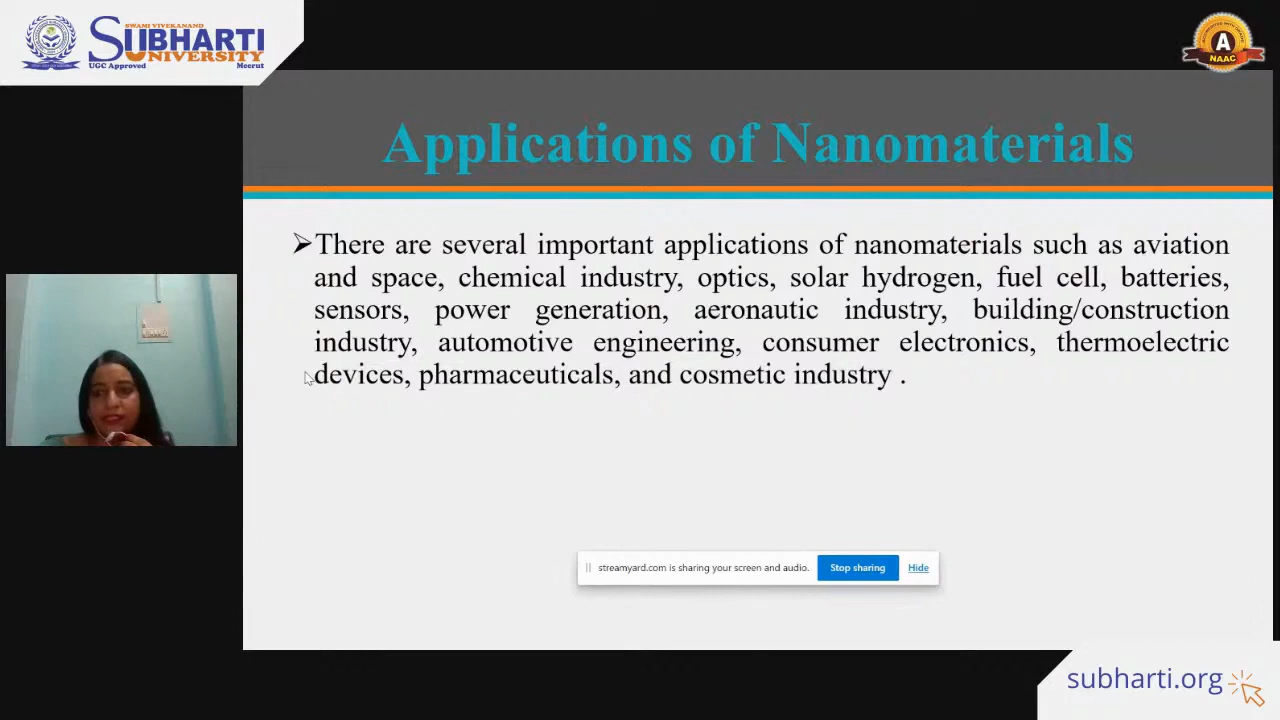 SWAMI VIVEKANAND
SUBHARTI
UNIVERSITY
UGC Approved Meerut
A
NAAC
Applications of Nanomaterials
➢There are several important applications of nanomaterials such as aviation
and space, chemical industry, optics, solar hydrogen, fuel cell, batteries,
sensors, power generation, aeronautic industry, building/construction
industry, automotive engineering, consumer electronics, thermoelectric
devices, pharmaceuticals, and cosmetic industry .
streamyard.com is sharing your screen and audio. Stop sharing Hide
subharti.org